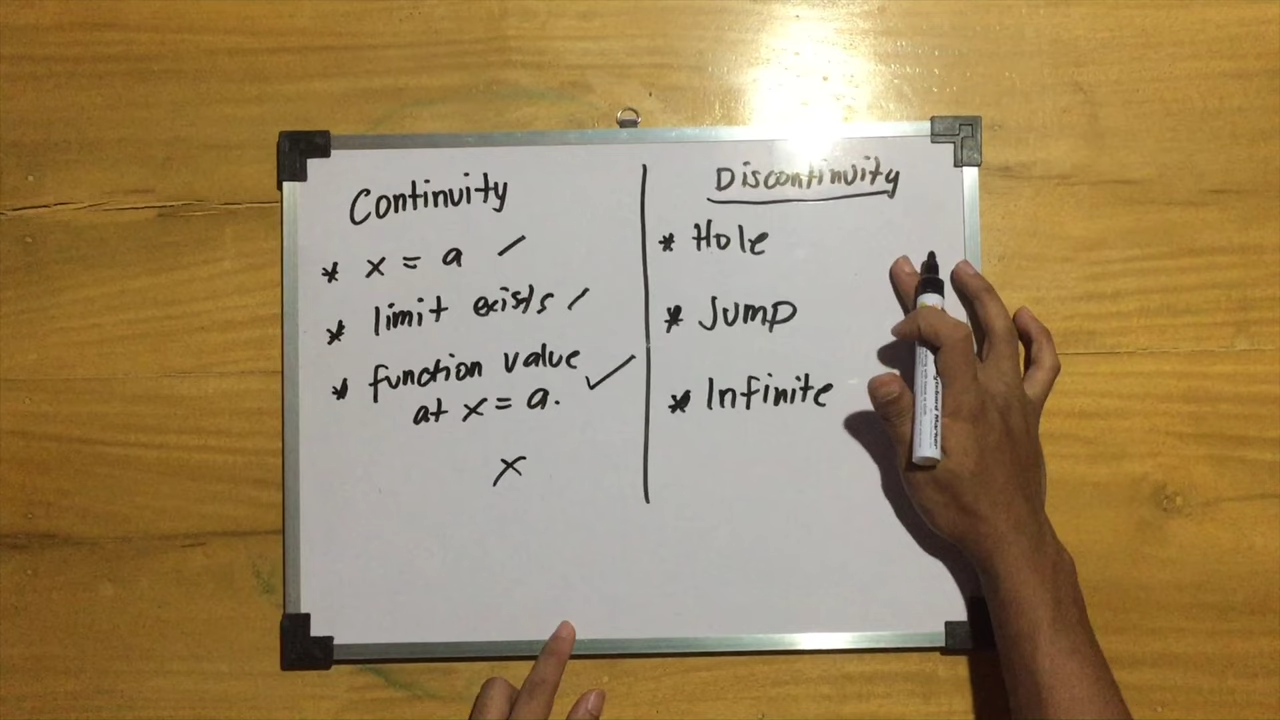 Continuity
* x = a ✓
* limit exists ✓
* function value ✓
at x = a.
x
Discontinuity
* Hole
* Jump
* Infinite